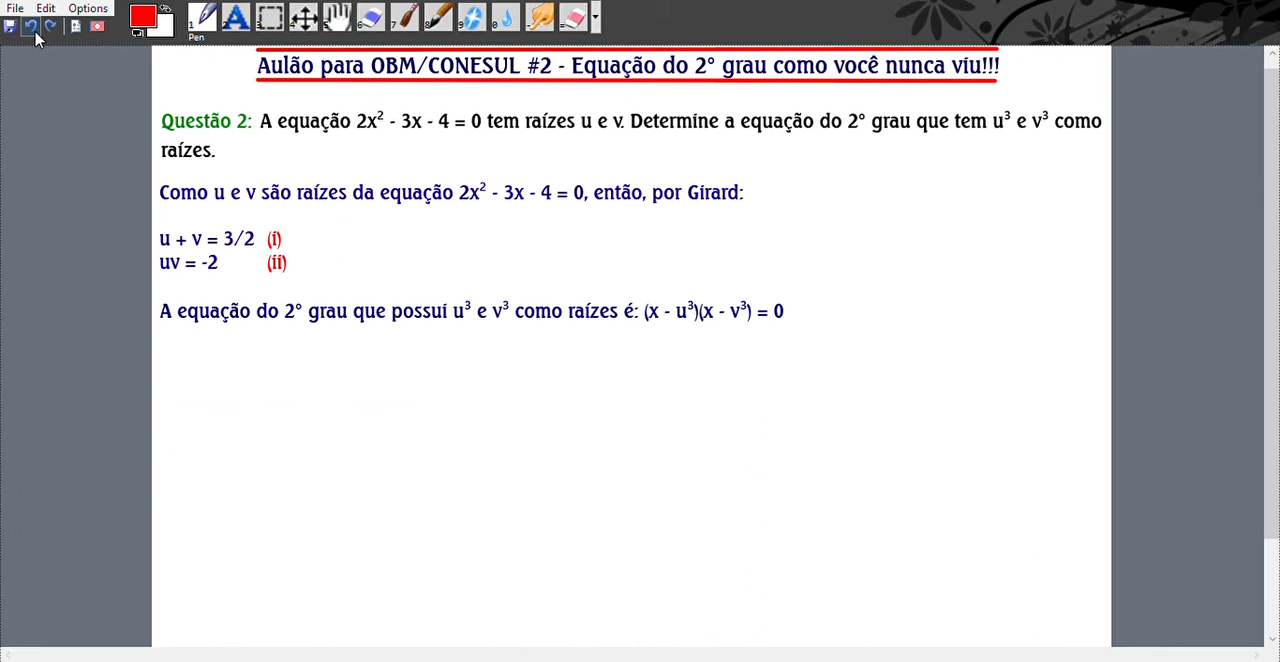 File Edit Options
Pen
Aulão para OBM/CONESUL #2 - Equação do 2° grau como você nunca viu!!!
Questão 2: A equação 2x² - 3x - 4 = 0 tem raízes u e v. Determine a equação do 2° grau que tem u³ e v³ como
raízes.
Como u e v são raízes da equação 2x² - 3x - 4 = 0, então, por Girard:
u + v = 3/2 (i)
uv = -2 (ii)
A equação do 2° grau que possui u³ e v³ como raízes é: (x - u³)(x - v³) = 0